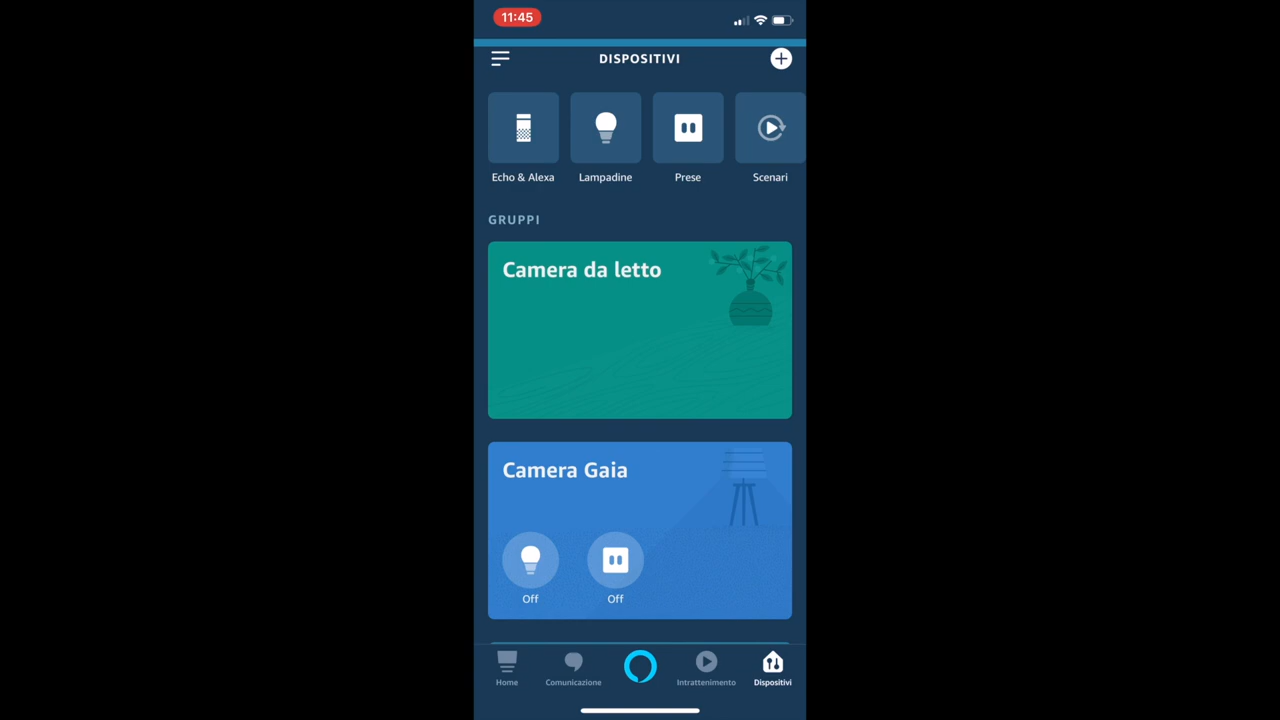 11:45
DISPOSITIVI
Echo & Alexa
Lampadine
Prese
Scenari
GRUPPI
Camera da letto
Camera Gaia
Off
Off
Home
Comunicazione
Intrattenimento
Dispositivi